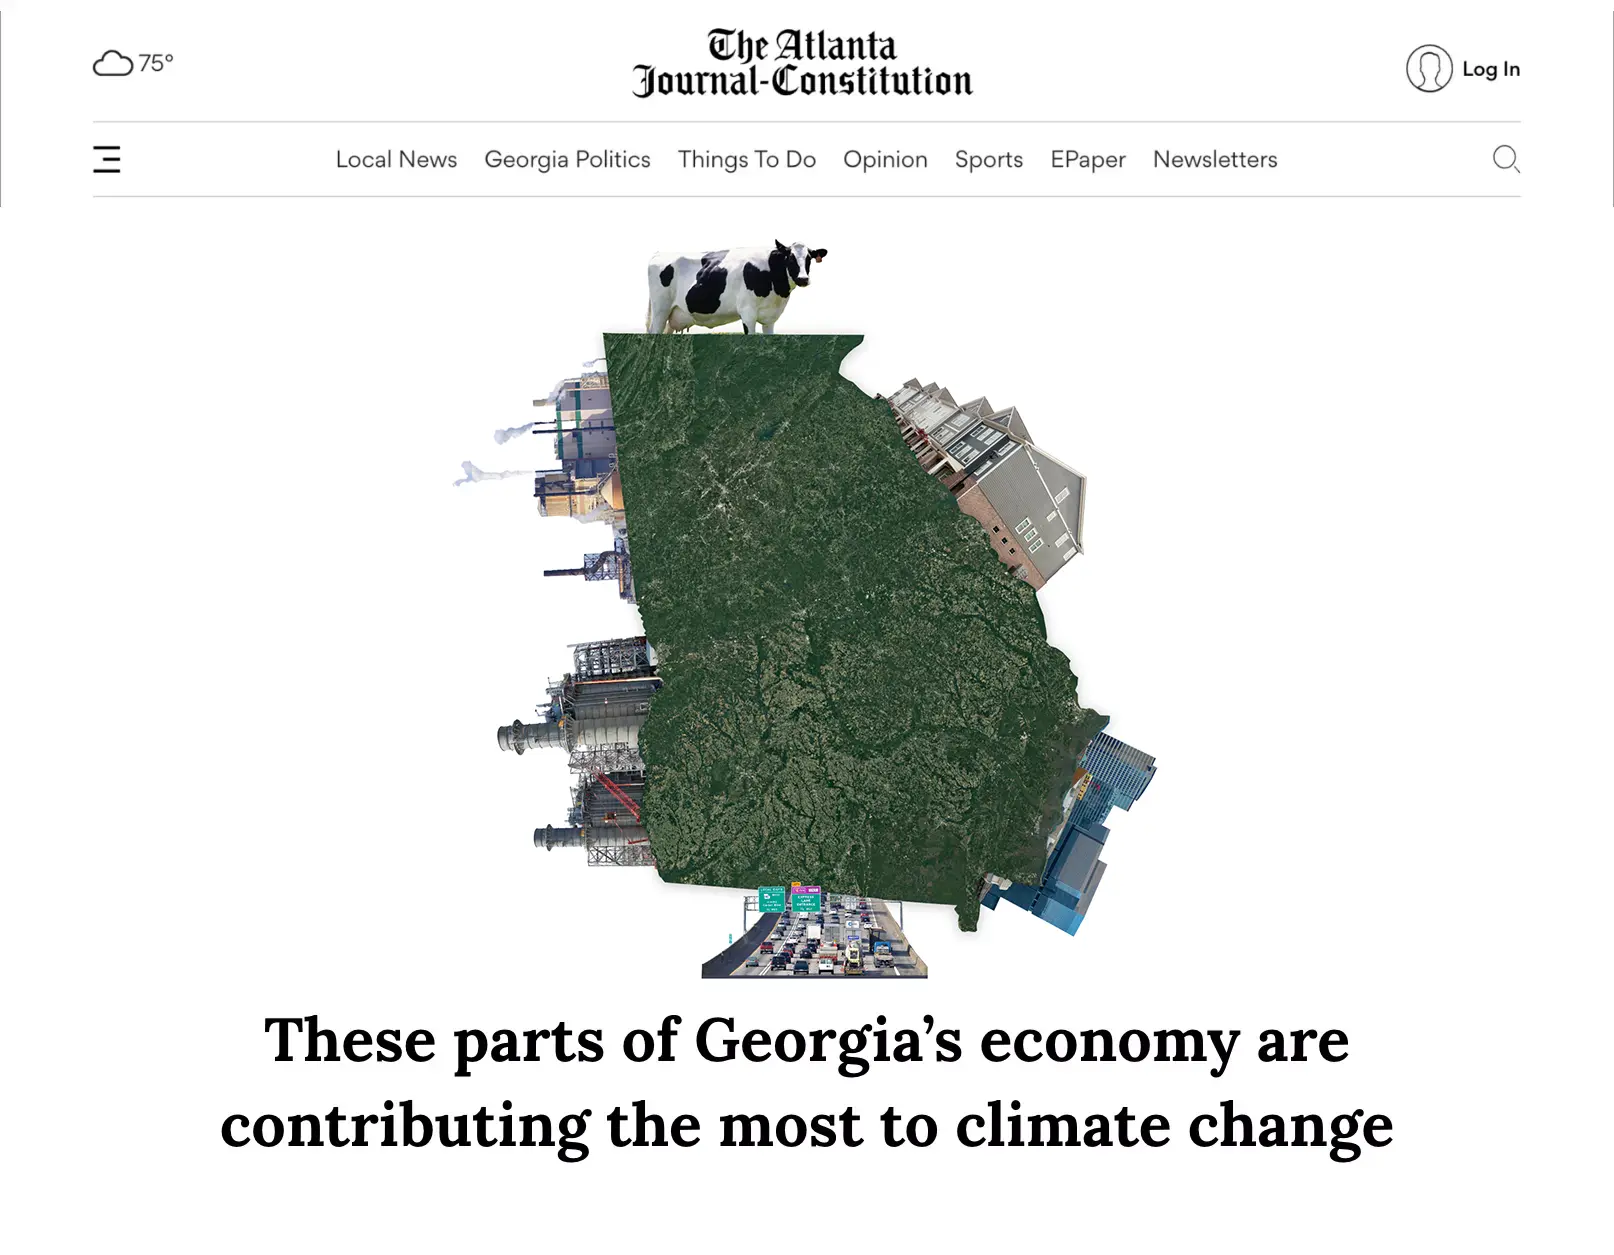 75°
The Atlanta
Journal-Constitution
Log In
Local News Georgia Politics Things To Do Opinion Sports EPaper Newsletters
These parts of Georgia’s economy are
contributing the most to climate change